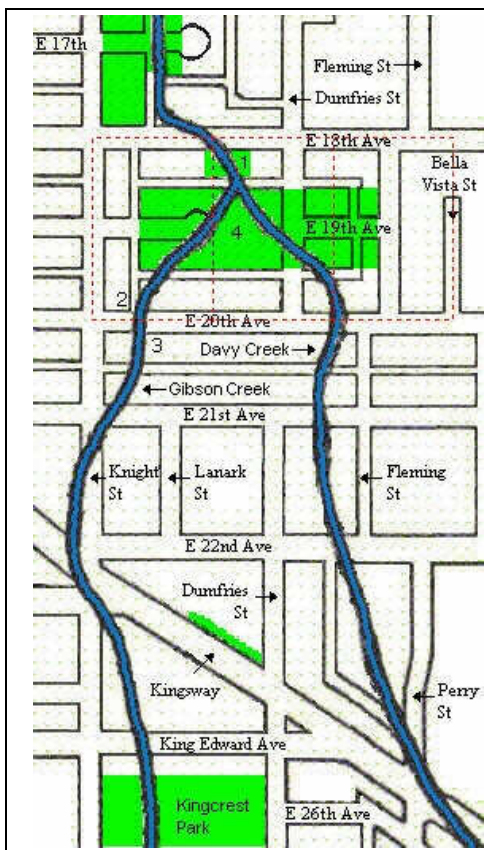 E 17th
Fleming St
Dumfries St
E 18th Ave
1
Bella
Vista St
E 19th Ave
4
2
E 20th Ave
3
Davy Creek
Gibson Creek
E 21st Ave
Knight
St
Lanark
St
Fleming
St
E 22nd Ave
Dumfries
St
Kingsway
Perry
St
King Edward Ave
Kingcrest
Park
E 26th Ave